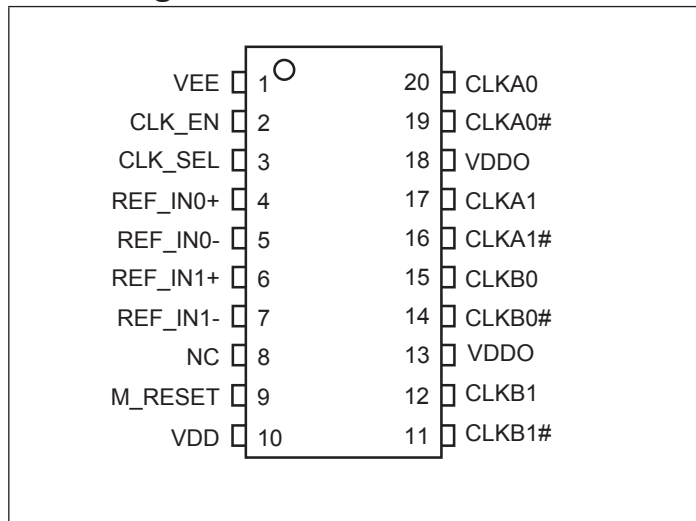 VEE 1 20 CLKA0
CLK_EN 2 19 CLKA0#
CLK_SEL 3 18 VDDO
REF_IN0+ 4 17 CLKA1
REF_IN0- 5 16 CLKA1#
REF_IN1+ 6 15 CLKB0
REF_IN1- 7 14 CLKB0#
NC 8 13 VDDO
M_RESET 9 12 CLKB1
VDD 10 11 CLKB1#